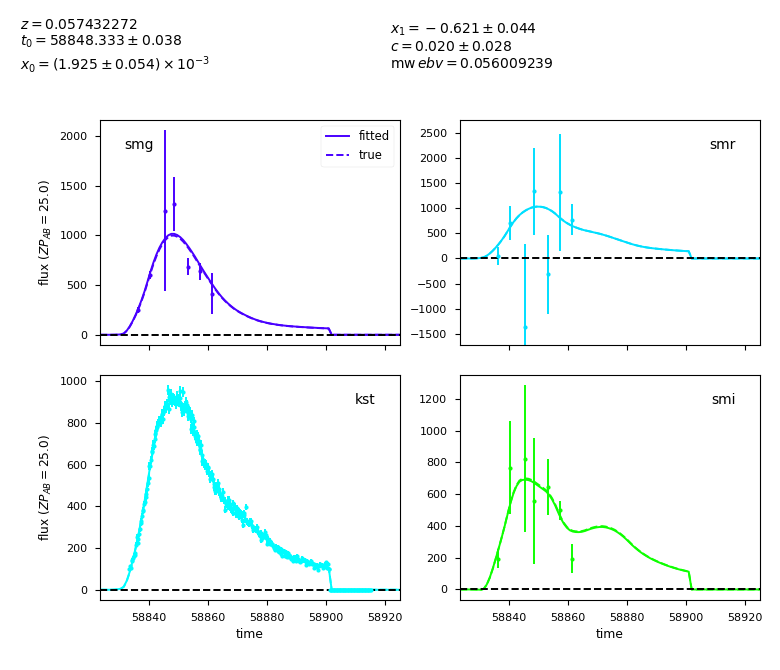 z = 0.057432272
t₀ = 58848.333 ± 0.038
x₀ = (1.925 ± 0.054) × 10⁻³
x₁ = −0.621 ± 0.044
c = 0.020 ± 0.028
mw ebv = 0.056009239
smg
fitted
true
2000
1500
1000
500
0
flux (ZP_AB = 25.0)
smr
2500
2000
1500
1000
500
0
−500
−1000
−1500
kst
1000
800
600
400
200
0
flux (ZP_AB = 25.0)
58840 58860 58880 58900 58920
time
smi
1200
1000
800
600
400
200
0
58840 58860 58880 58900 58920
time